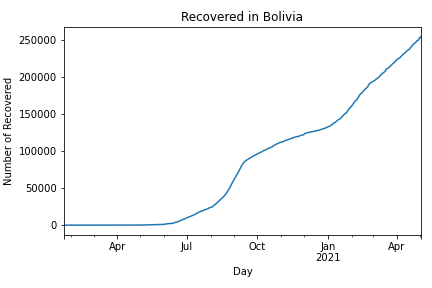 Recovered in Bolivia
Number of Recovered
250000
200000
150000
100000
50000
0
Apr Jul Oct Jan Apr
2021
Day